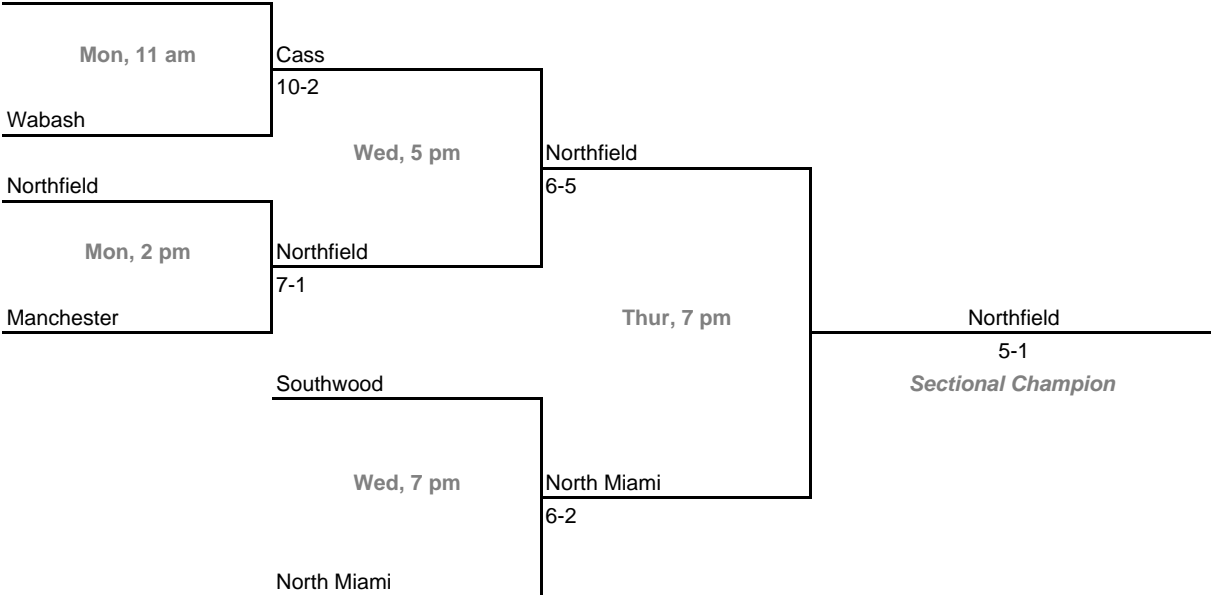 Mon, 11 am
Cass
10-2
Wabash
Wed, 5 pm
Northfield
6-5
Northfield
Mon, 2 pm
Northfield
7-1
Manchester
Thur, 7 pm
Northfield
5-1
Sectional Champion
Southwood
Wed, 7 pm
North Miami
6-2
North Miami